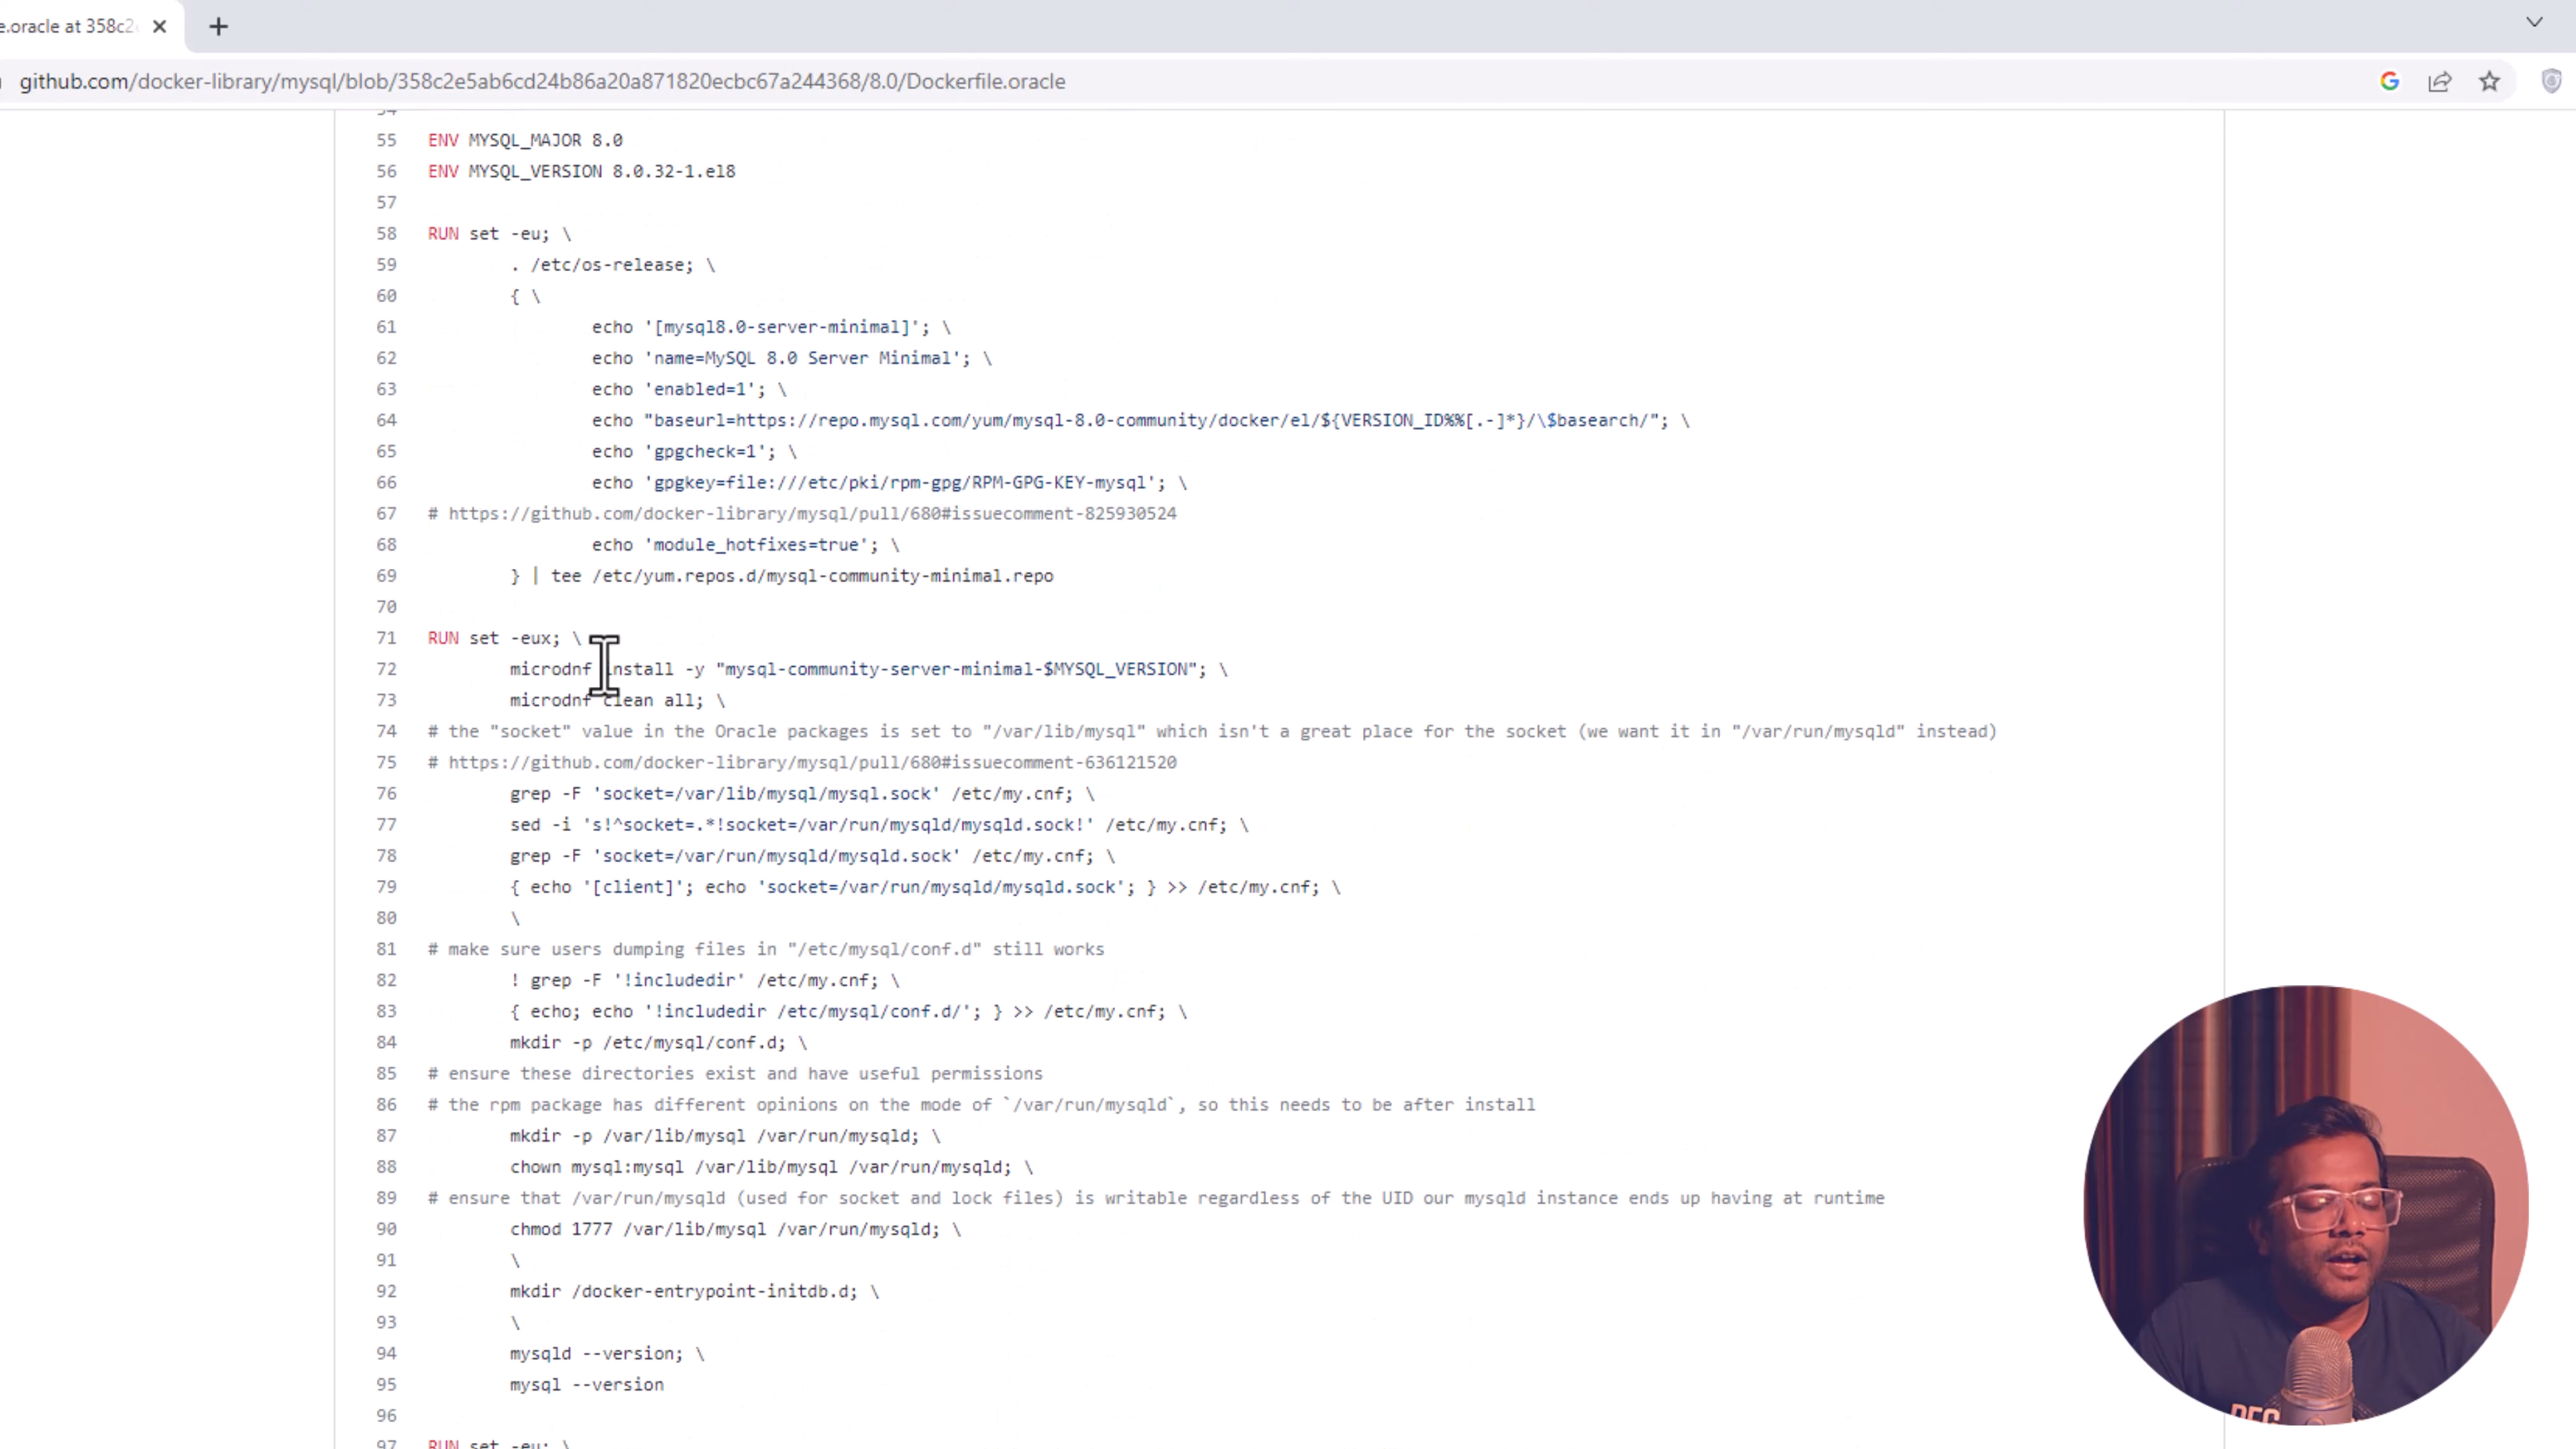 e.oracle at 358c2
github.com/docker-library/mysql/blob/358c2e5ab6cd24b86a20a871820ecbc67a244368/8.0/Dockerfile.oracle
55 ENV MYSQL_MAJOR 8.0
56 ENV MYSQL_VERSION 8.0.32-1.el8
57
58 RUN set -eu; \
59 . /etc/os-release; \
60 { \
61 echo '[mysql8.0-server-minimal]'; \
62 echo 'name=MySQL 8.0 Server Minimal'; \
63 echo 'enabled=1'; \
64 echo "baseurl=https://repo.mysql.com/yum/mysql-8.0-community/docker/el/${VERSION_ID%%[.-]*}/\$basearch/"; \
65 echo 'gpgcheck=1'; \
66 echo 'gpgkey=file:///etc/pki/rpm-gpg/RPM-GPG-KEY-mysql'; \
67 # https://github.com/docker-library/mysql/pull/680#issuecomment-825930524
68 echo 'module_hotfixes=true'; \
69 } | tee /etc/yum.repos.d/mysql-community-minimal.repo
70
71 RUN set -eux; \
72 microdnf install -y "mysql-community-server-minimal-$MYSQL_VERSION"; \
73 microdnf clean all; \
74 # the "socket" value in the Oracle packages is set to "/var/lib/mysql" which isn't a great place for the socket (we want it in "/var/run/mysqld" instead)
75 # https://github.com/docker-library/mysql/pull/680#issuecomment-636121520
76 grep -F 'socket=/var/lib/mysql/mysql.sock' /etc/my.cnf; \
77 sed -i 's!^socket=.*!socket=/var/run/mysqld/mysqld.sock!' /etc/my.cnf; \
78 grep -F 'socket=/var/run/mysqld/mysqld.sock' /etc/my.cnf; \
79 { echo '[client]'; echo 'socket=/var/run/mysqld/mysqld.sock'; } >> /etc/my.cnf; \
80 \
81 # make sure users dumping files in "/etc/mysql/conf.d" still works
82 ! grep -F '!includedir' /etc/my.cnf; \
83 { echo; echo '!includedir /etc/mysql/conf.d/'; } >> /etc/my.cnf; \
84 mkdir -p /etc/mysql/conf.d; \
85 # ensure these directories exist and have useful permissions
86 # the rpm package has different opinions on the mode of `/var/run/mysqld`, so this needs to be after install
87 mkdir -p /var/lib/mysql /var/run/mysqld; \
88 chown mysql:mysql /var/lib/mysql /var/run/mysqld; \
89 # ensure that /var/run/mysqld (used for socket and lock files) is writable regardless of the UID our mysqld instance ends up having at runtime
90 chmod 1777 /var/lib/mysql /var/run/mysqld; \
91 \
92 mkdir /docker-entrypoint-initdb.d; \
93 \
94 mysqld --version; \
95 mysql --version
96
97 RUN set -eu; \